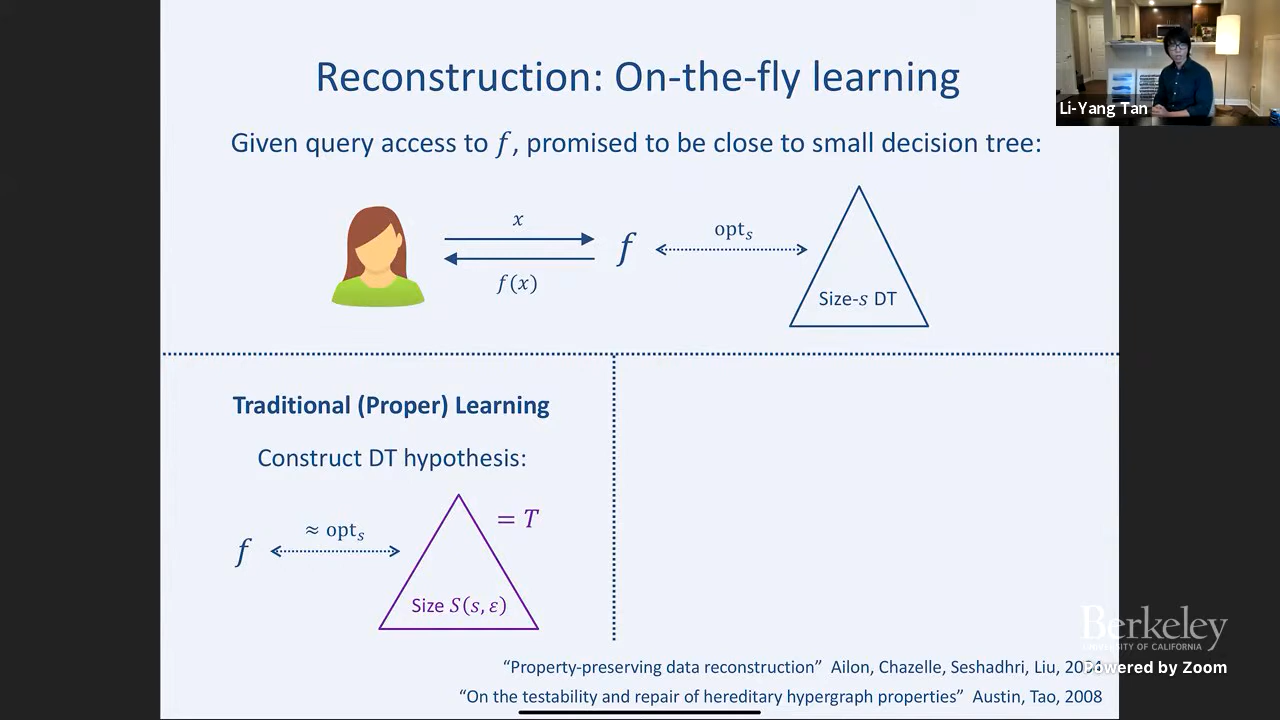 Reconstruction: On-the-fly learning
Li-Yang Tan
Given query access to f, promised to be close to small decision tree:
x
f(x)
f
opt_s
Size-s DT
Traditional (Proper) Learning
Construct DT hypothesis:
f
≈ opt_s
= T
Size S(s, ε)
Berkeley
UNIVERSITY OF CALIFORNIA
Powered by Zoom
“Property-preserving data reconstruction” Ailon, Chazelle, Seshadhri, Liu,
“On the testability and repair of hereditary hypergraph properties” Austin, Tao, 2008